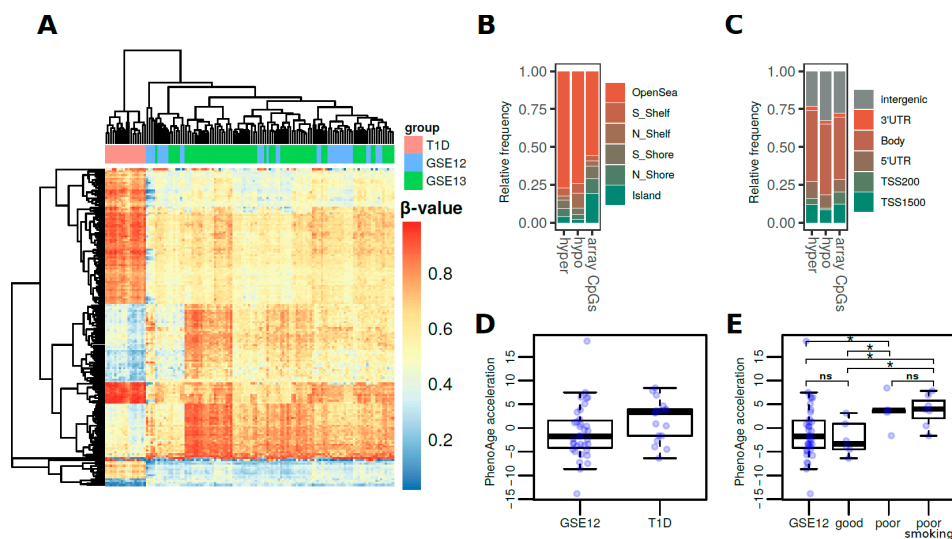 A
group
T1D
GSE12
GSE13
β-value
0.8
0.6
0.4
0.2
B
Relative frequency
1.00
0.75
0.50
0.25
0.00
hyper
hypo
array CpGs
OpenSea
S_Shelf
N_Shelf
S_Shore
N_Shore
Island
C
Relative frequency
1.00
0.75
0.50
0.25
0.00
hyper
hypo
array CpGs
intergenic
3'UTR
Body
5'UTR
TSS200
TSS1500
D
PhenoAge acceleration
15
10
5
0
−5
−10
−15
GSE12
T1D
E
PhenoAge acceleration
15
10
5
0
−5
−10
−15
*
*
*
*
ns
ns
GSE12
good
poor
poor
smoking